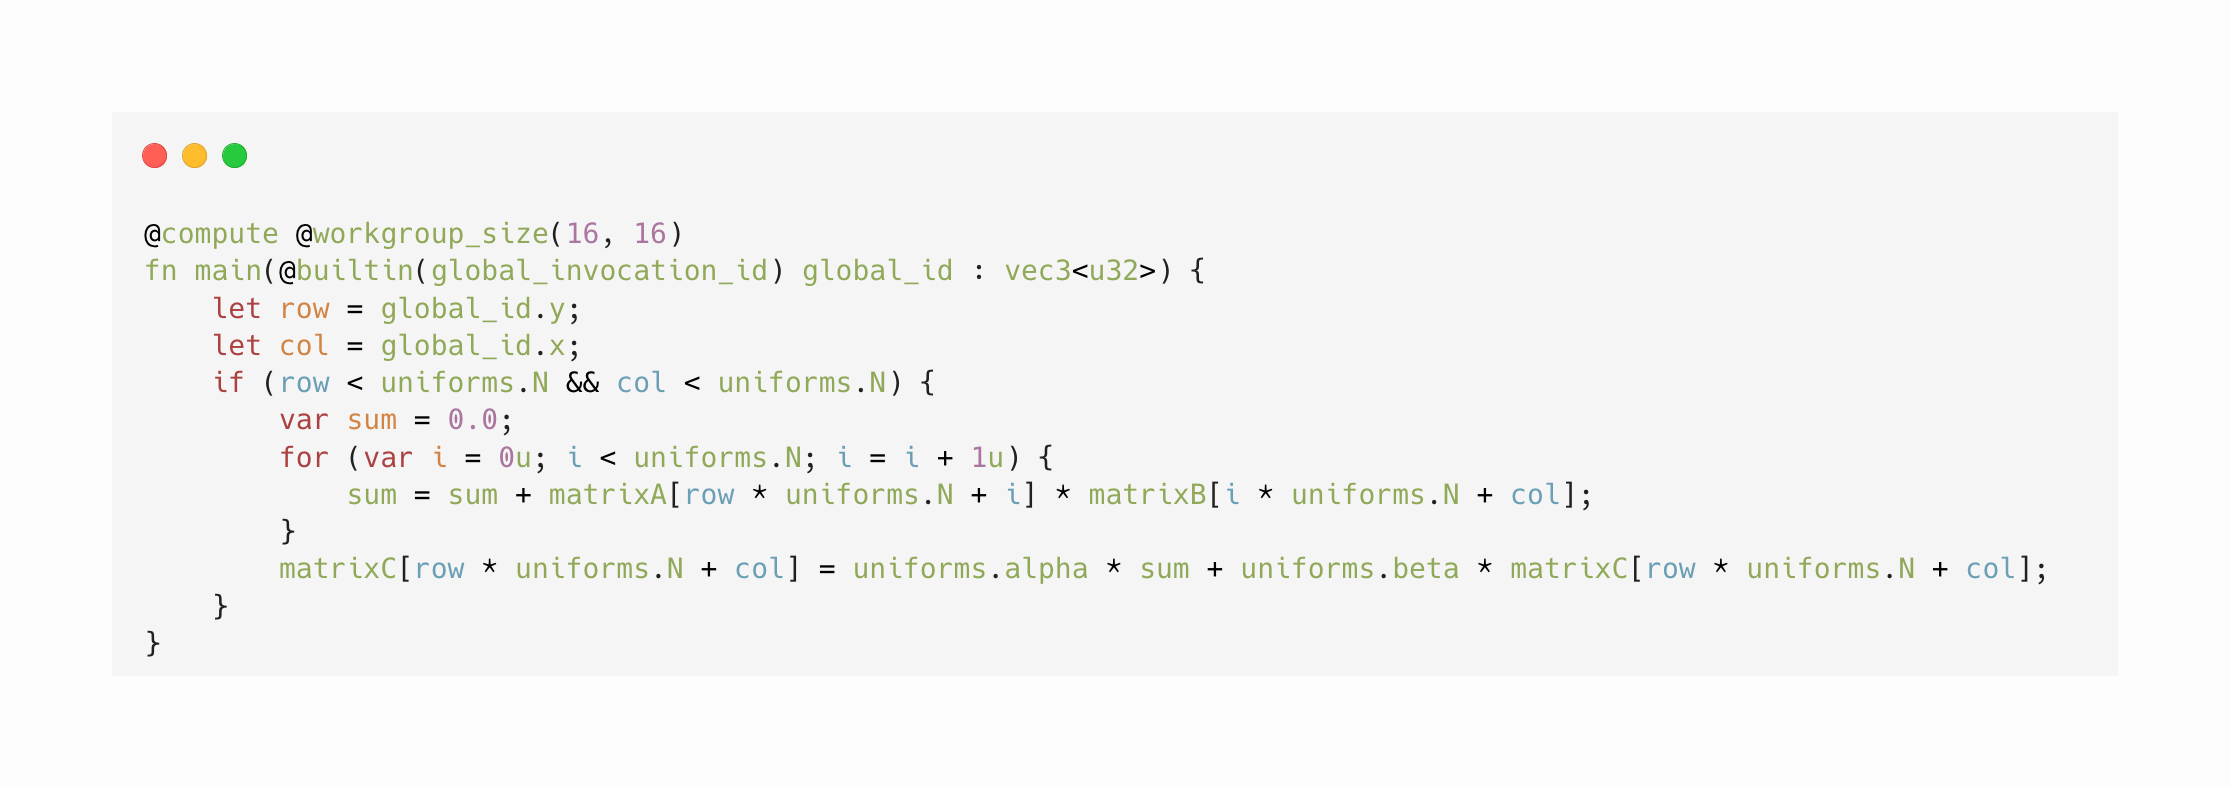 @compute @workgroup_size(16, 16)
fn main(@builtin(global_invocation_id) global_id : vec3<u32>) {
    let row = global_id.y;
    let col = global_id.x;
    if (row < uniforms.N && col < uniforms.N) {
        var sum = 0.0;
        for (var i = 0u; i < uniforms.N; i = i + 1u) {
            sum = sum + matrixA[row * uniforms.N + i] * matrixB[i * uniforms.N + col];
        }
        matrixC[row * uniforms.N + col] = uniforms.alpha * sum + uniforms.beta * matrixC[row * uniforms.N + col];
    }
}